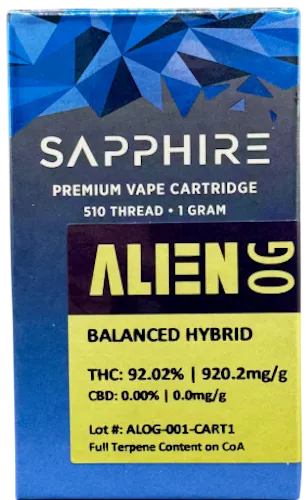 SAPPHIRE
PREMIUM VAPE CARTRIDGE
510 THREAD • 1 GRAM
ALIEN OG
BALANCED HYBRID
THC: 92.02% | 920.2mg/g
CBD: 0.00% | 0.0mg/g
Lot #: ALOG-001-CART1
Full Terpene Content on CoA